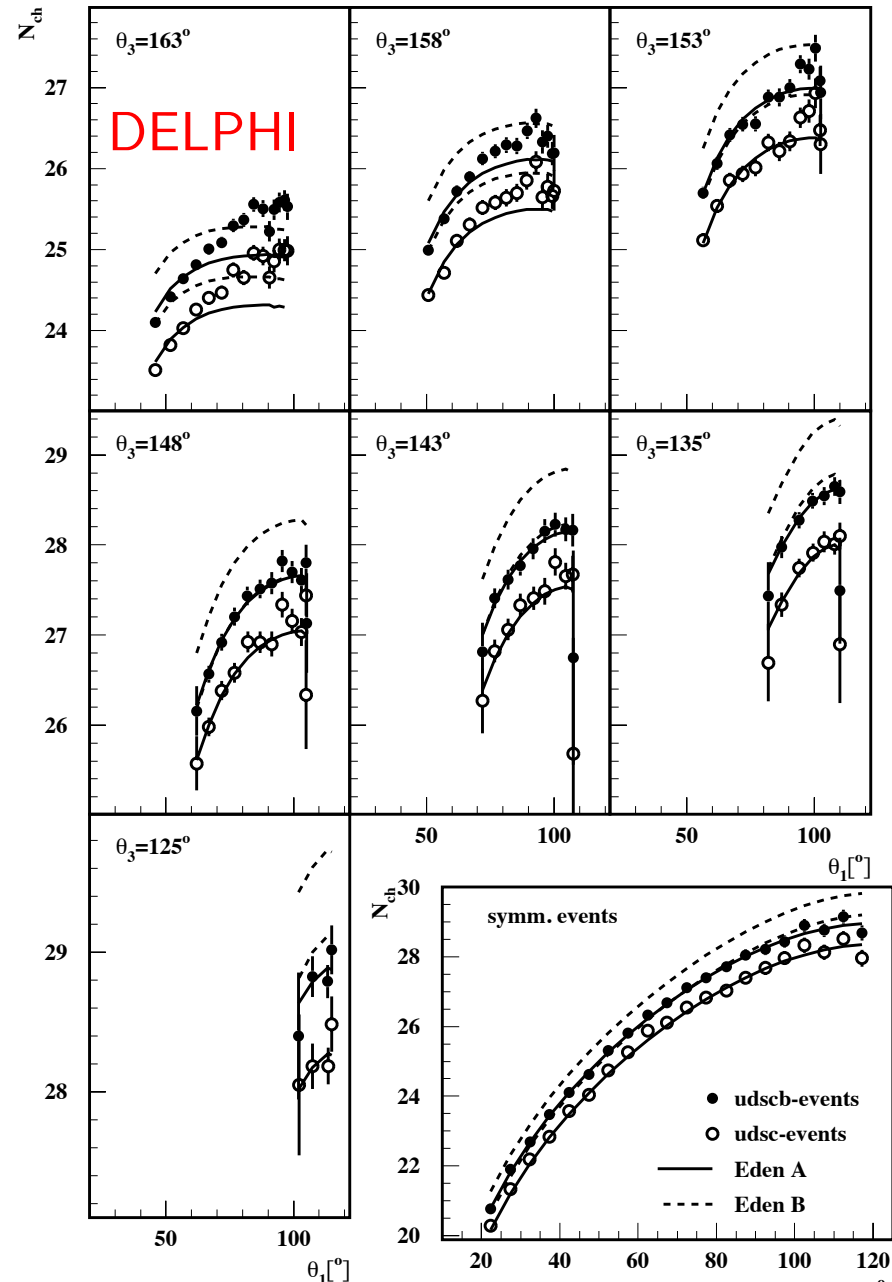 N_ch
θ₃=163° θ₃=158° θ₃=153°
DELPHI
27
26
25
24
θ₃=148° θ₃=143° θ₃=135°
29
28
27
26
50 100 50 100
θ₁[°]
θ₃=125°
29
28
50 100
θ₁[°]
N_ch
symm. events
30
28
26
24
22
20
udscb-events
udsc-events
Eden A
Eden B
20 40 60 80 100 120